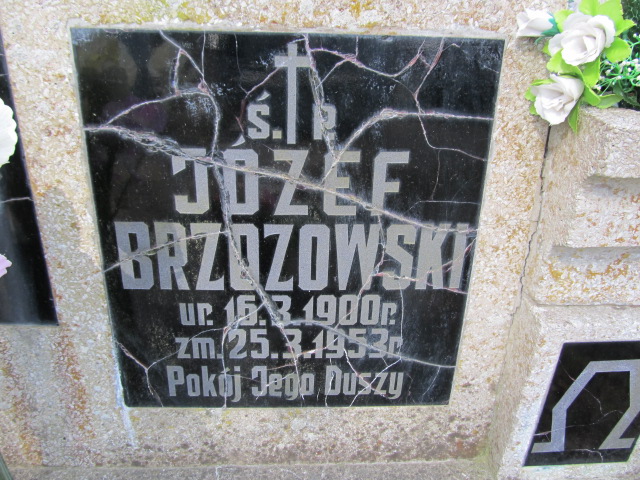 Ś. P.
JÓZEF
BRZOZOWSKI
ur. 16.3.1900r.
zm. 25.3.1953r.
Pokój Jego Duszy